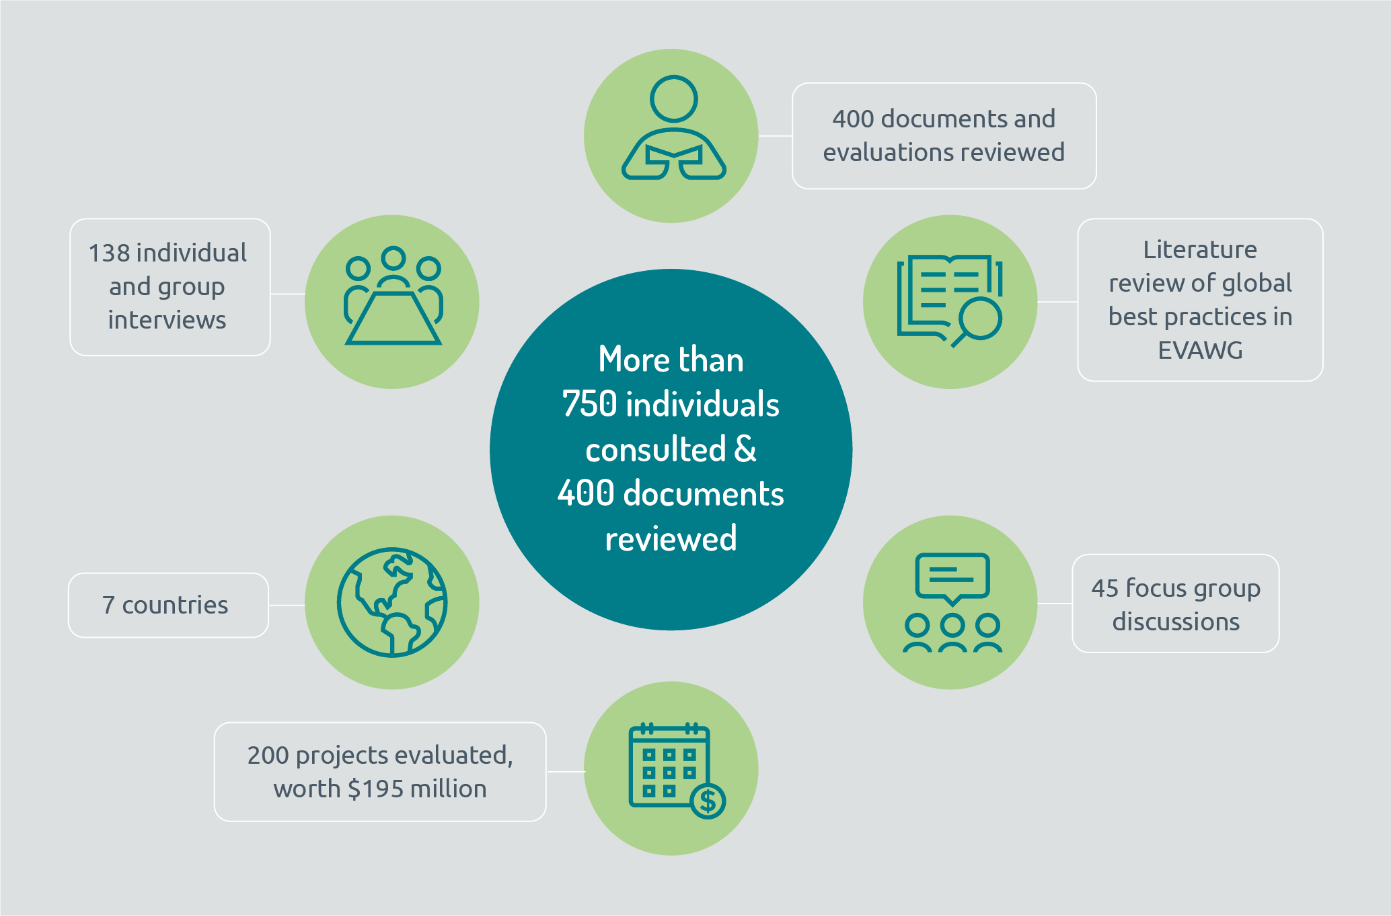 400 documents and
evaluations reviewed
138 individual
and group
interviews
Literature
review of global
best practices in
EVAWG
More than
750 individuals
consulted &
400 documents
reviewed
7 countries
45 focus group
discussions
200 projects evaluated,
worth $195 million
$